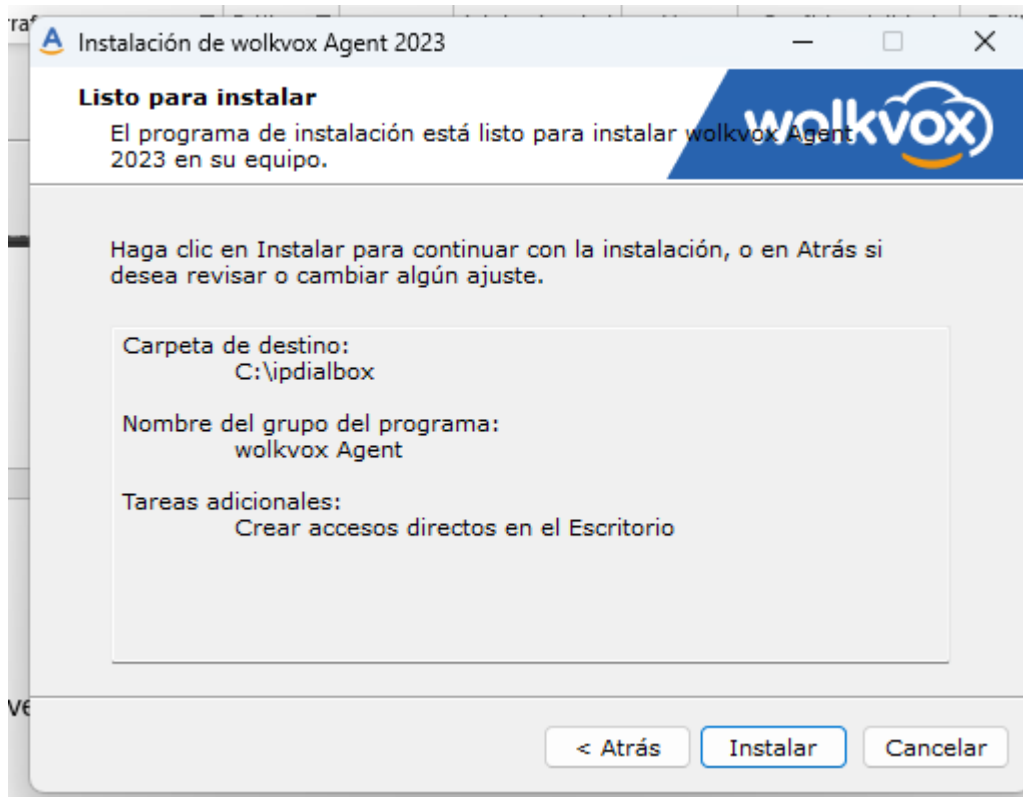 Instalación de wolkvox Agent 2023
Listo para instalar
El programa de instalación está listo para instalar wolkvox Agent
2023 en su equipo.
wolkvox
Haga clic en Instalar para continuar con la instalación, o en Atrás si
desea revisar o cambiar algún ajuste.
Carpeta de destino:
C:\ipdialbox
Nombre del grupo del programa:
wolkvox Agent
Tareas adicionales:
Crear accesos directos en el Escritorio
< Atrás
Instalar
Cancelar